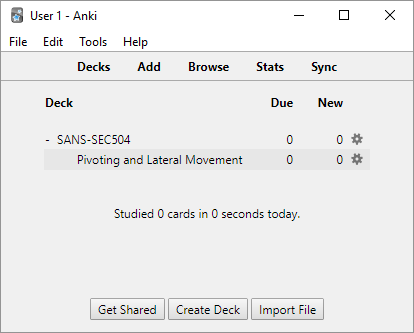 User 1 - Anki
File Edit Tools Help
Decks Add Browse Stats Sync
Deck Due New
- SANS-SEC504 0 0
Pivoting and Lateral Movement 0 0
Studied 0 cards in 0 seconds today.
Get Shared Create Deck Import File